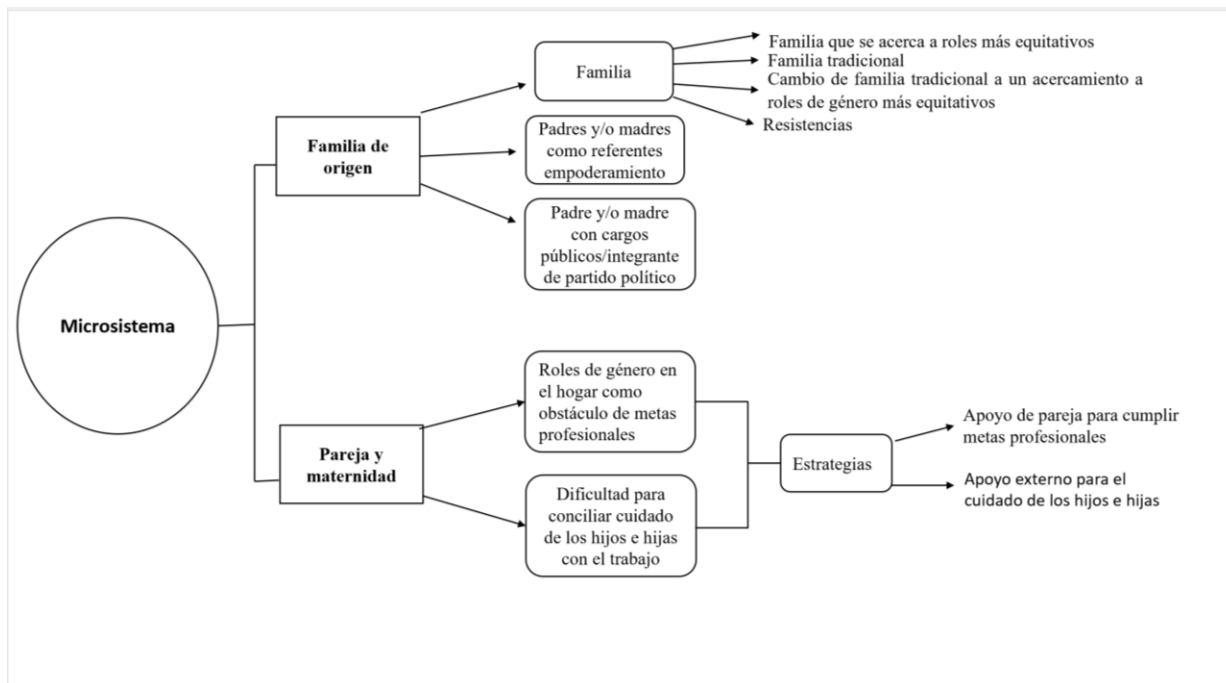 Microsistema
Familia de
origen
Familia
Familia que se acerca a roles más equitativos
Familia tradicional
Cambio de familia tradicional a un acercamiento a
roles de género más equitativos
Resistencias
Padres y/o madres
como referentes
empoderamiento
Padre y/o madre
con cargos
públicos/integrante
de partido político
Pareja y
maternidad
Roles de género en
el hogar como
obstáculo de metas
profesionales
Dificultad para
conciliar cuidado
de los hijos e hijas
con el trabajo
Estrategias
Apoyo de pareja para cumplir
metas profesionales
Apoyo externo para el
cuidado de los hijos e hijas